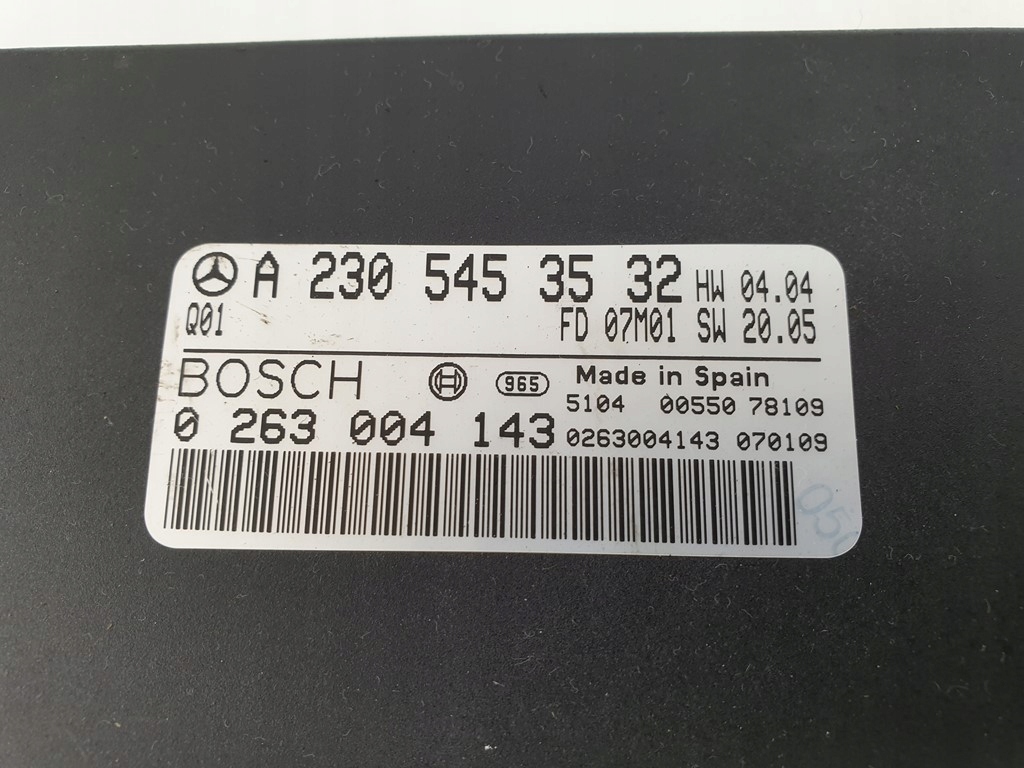 A 230 545 35 32 HW 04.04
Q01 FD 07M01 SW 20.05
BOSCH H 965 Made in Spain
5104 00550 78109
0 263 004 143 0263004143 070109